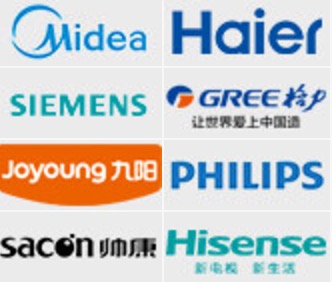 Midea
Haier
SIEMENS
GREE 格力
让世界爱上中国造
Joyoung 九阳
PHILIPS
sacon 帅康
Hisense
新电视 新生活